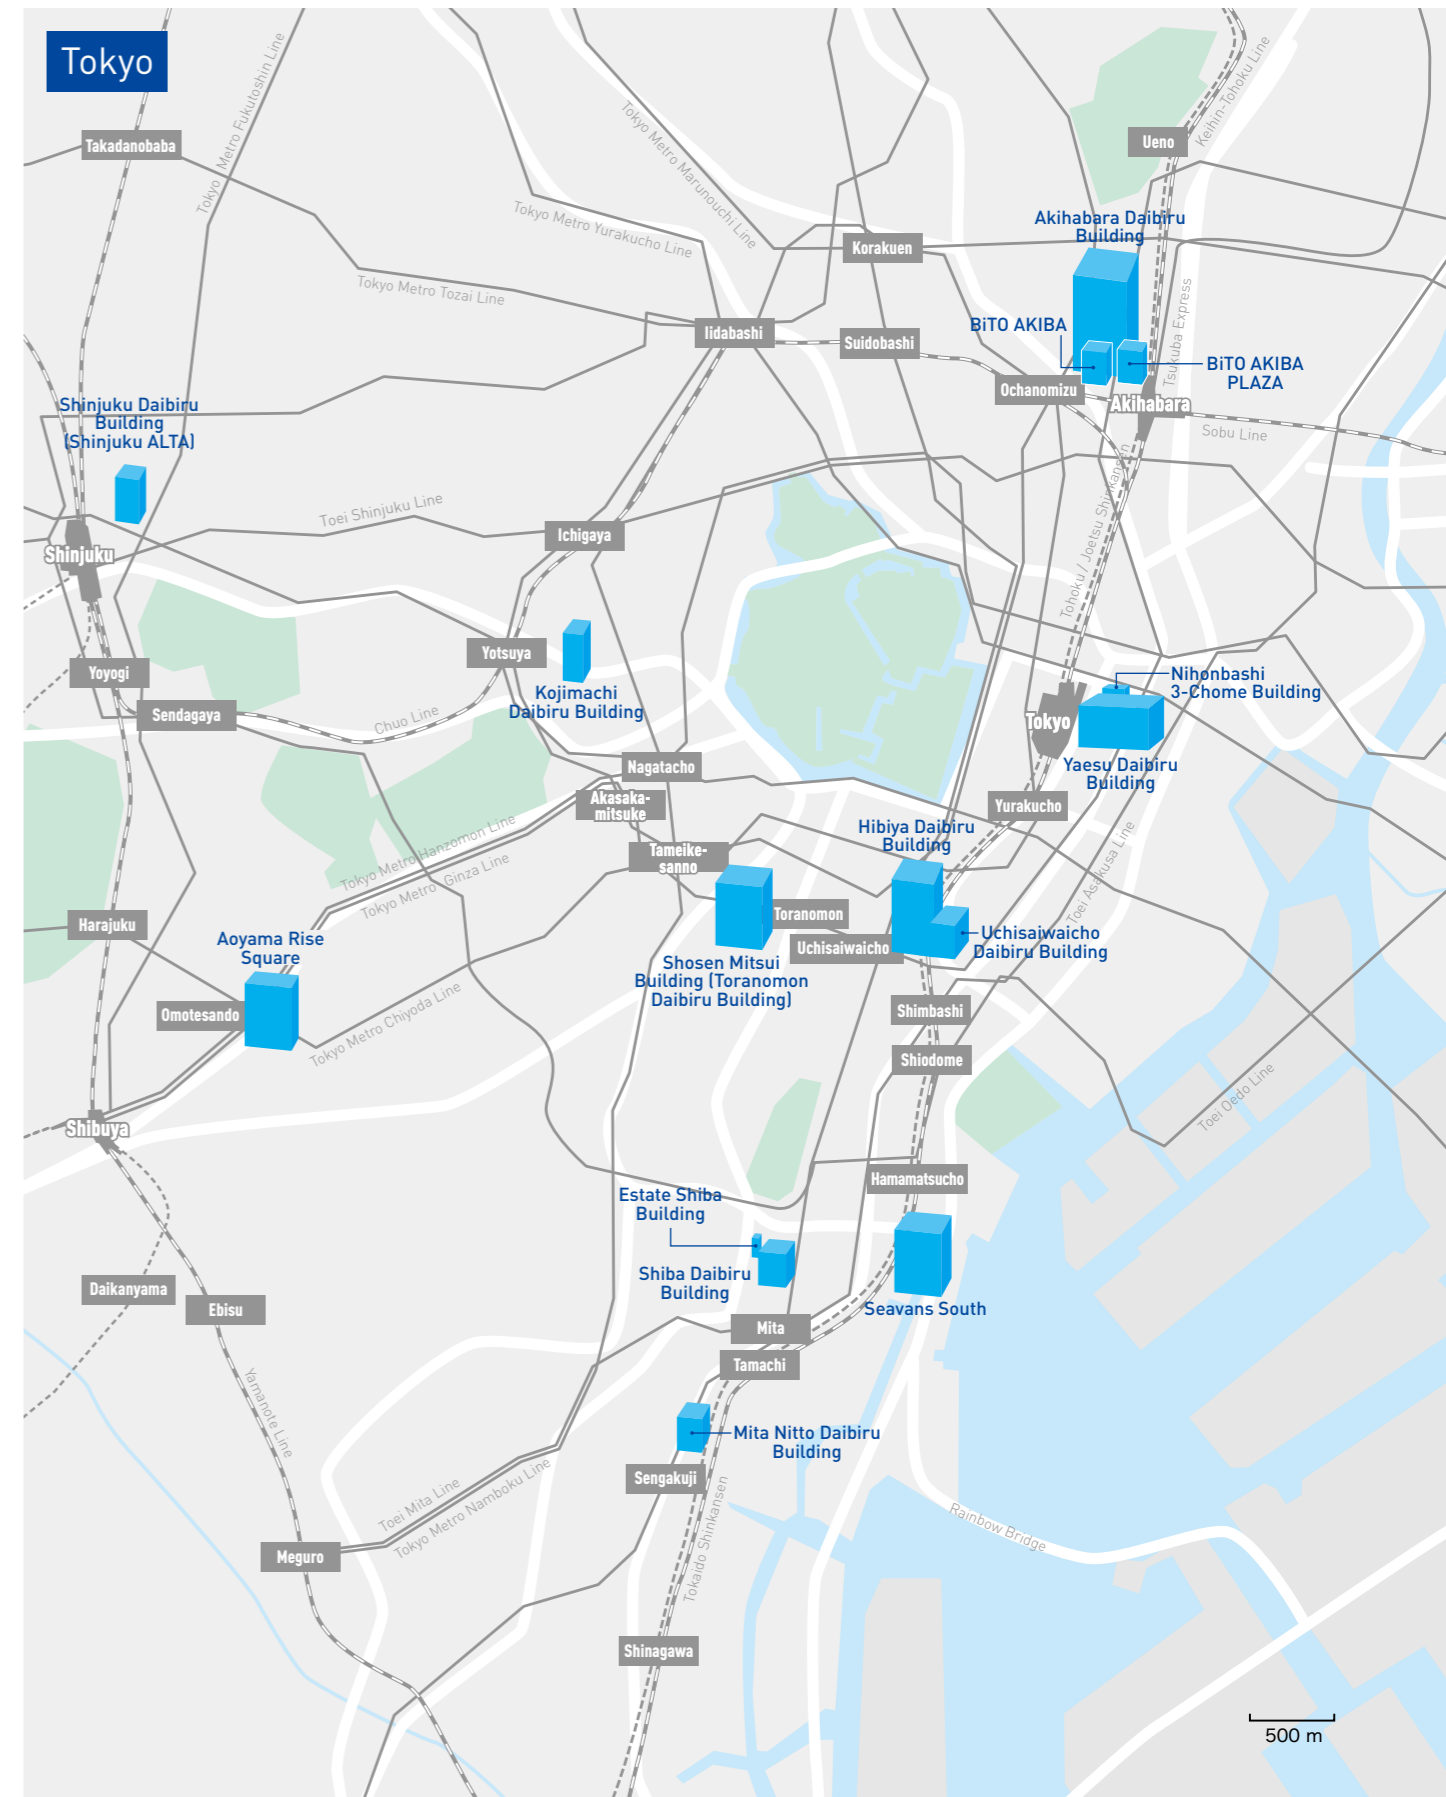 Tokyo
Tokyo Metro Fukutoshin Line
Keihin-Tohoku Line
Takadanobaba
Ueno
Tokyo Metro Marunouchi Line
Tokyo Metro Yurakucho Line
Akihabara Daibiru
Building
Korakuen
Tokyo Metro Tozai Line
Tsukuba Express
Iidabashi
Suidobashi
BiTO AKIBA
BiTO AKIBA
PLAZA
Ochanomizu
Akihabara
Sobu Line
Shinjuku Daibiru
Building
(Shinjuku ALTA)
Toei Shinjuku Line
Ichigaya
Tohoku / Joetsu Shinkansen
Shinjuku
Yotsuya
Yoyogi
Kojimachi
Daibiru Building
Nihonbashi
3-Chome Building
Sendagaya
Chuo Line
Tokyo
Yaesu Daibiru
Building
Nagatacho
Akasaka-
mitsuke
Yurakucho
Tokyo Metro Hanzomon Line
Tokyo Metro Ginza Line
Hibiya Daibiru
Building
Tameike-
sanno
Toei Asakusa Line
Harajuku
Toranomon
Uchisaiwaicho
Uchisaiwaicho
Daibiru Building
Aoyama Rise
Square
Shosen Mitsui
Building (Toranomon
Daibiru Building)
Omotesando
Tokyo Metro Chiyoda Line
Shimbashi
Shiodome
Toei Oedo Line
Shibuya
Hamamatsucho
Estate Shiba
Building
Shiba Daibiru
Building
Seavans South
Daikanyama
Ebisu
Mita
Tamachi
Yamanote Line
Mita Nitto Daibiru
Building
Sengakuji
Toei Mita Line
Tokyo Metro Namboku Line
Tokaido Shinkansen
Rainbow Bridge
Meguro
Shinagawa
500 m